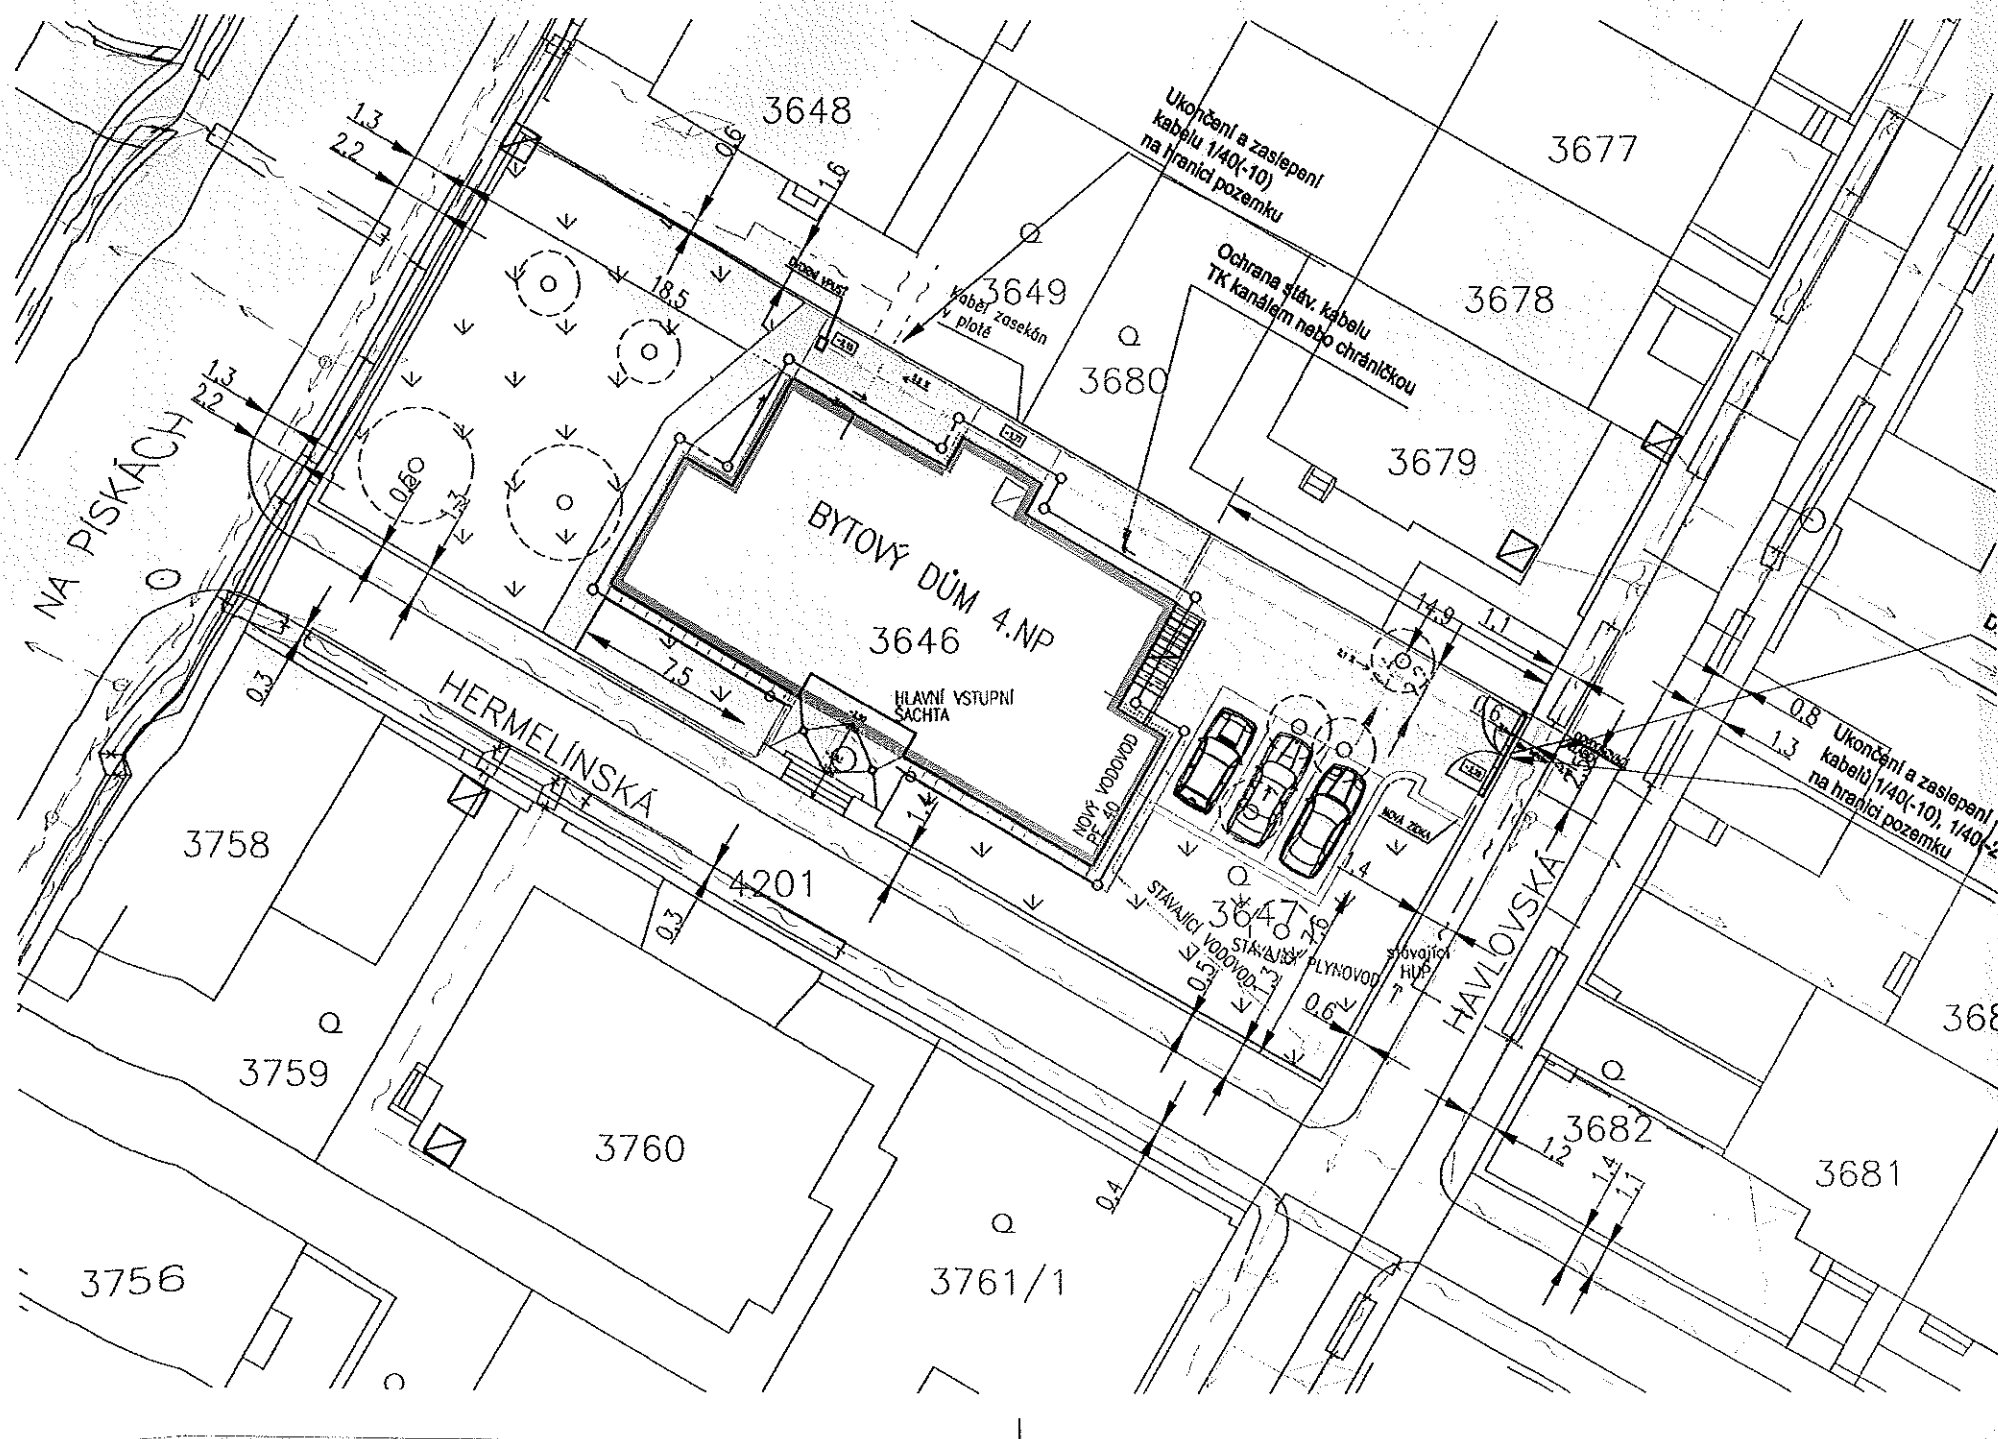 3648
3677
Ukončení a zaslepení
kabelu 1/40(-10)
na hranici pozemku
1,3
2,2
0,6
1,6
3649
Kabel zasekán
v plotě
Ochrana stáv. kabelu
TK kanálem nebo chráničkou
3678
18,5
3680
3679
1,3
2,2
NA PÍSKÁCH
1,3
BYTOVÝ DŮM 4.NP
3646
14,9
1,1
7,5
HLAVNÍ VSTUPNÍ
ŠACHTA
0,3
HERMELÍNSKÁ
NOVÝ VODOVOD
PE 40
0,6
0,8
1,3
Ukončení a zaslepení
kabelů 1/40(-10), 1/40(-2
na hranici pozemku
NOVÁ ZÍDKA
3758
4201
0,3
1,4
3647
STÁVAJÍCÍ VODOVOD
STÁVAJÍCÍ PLYNOVOD
stávající
HUP
HAVLOVSKÁ
0,5
1,3
7,6
0,6
368
3759
3760
3682
1,2
1,4
1,1
3681
0,4
3756
3761/1